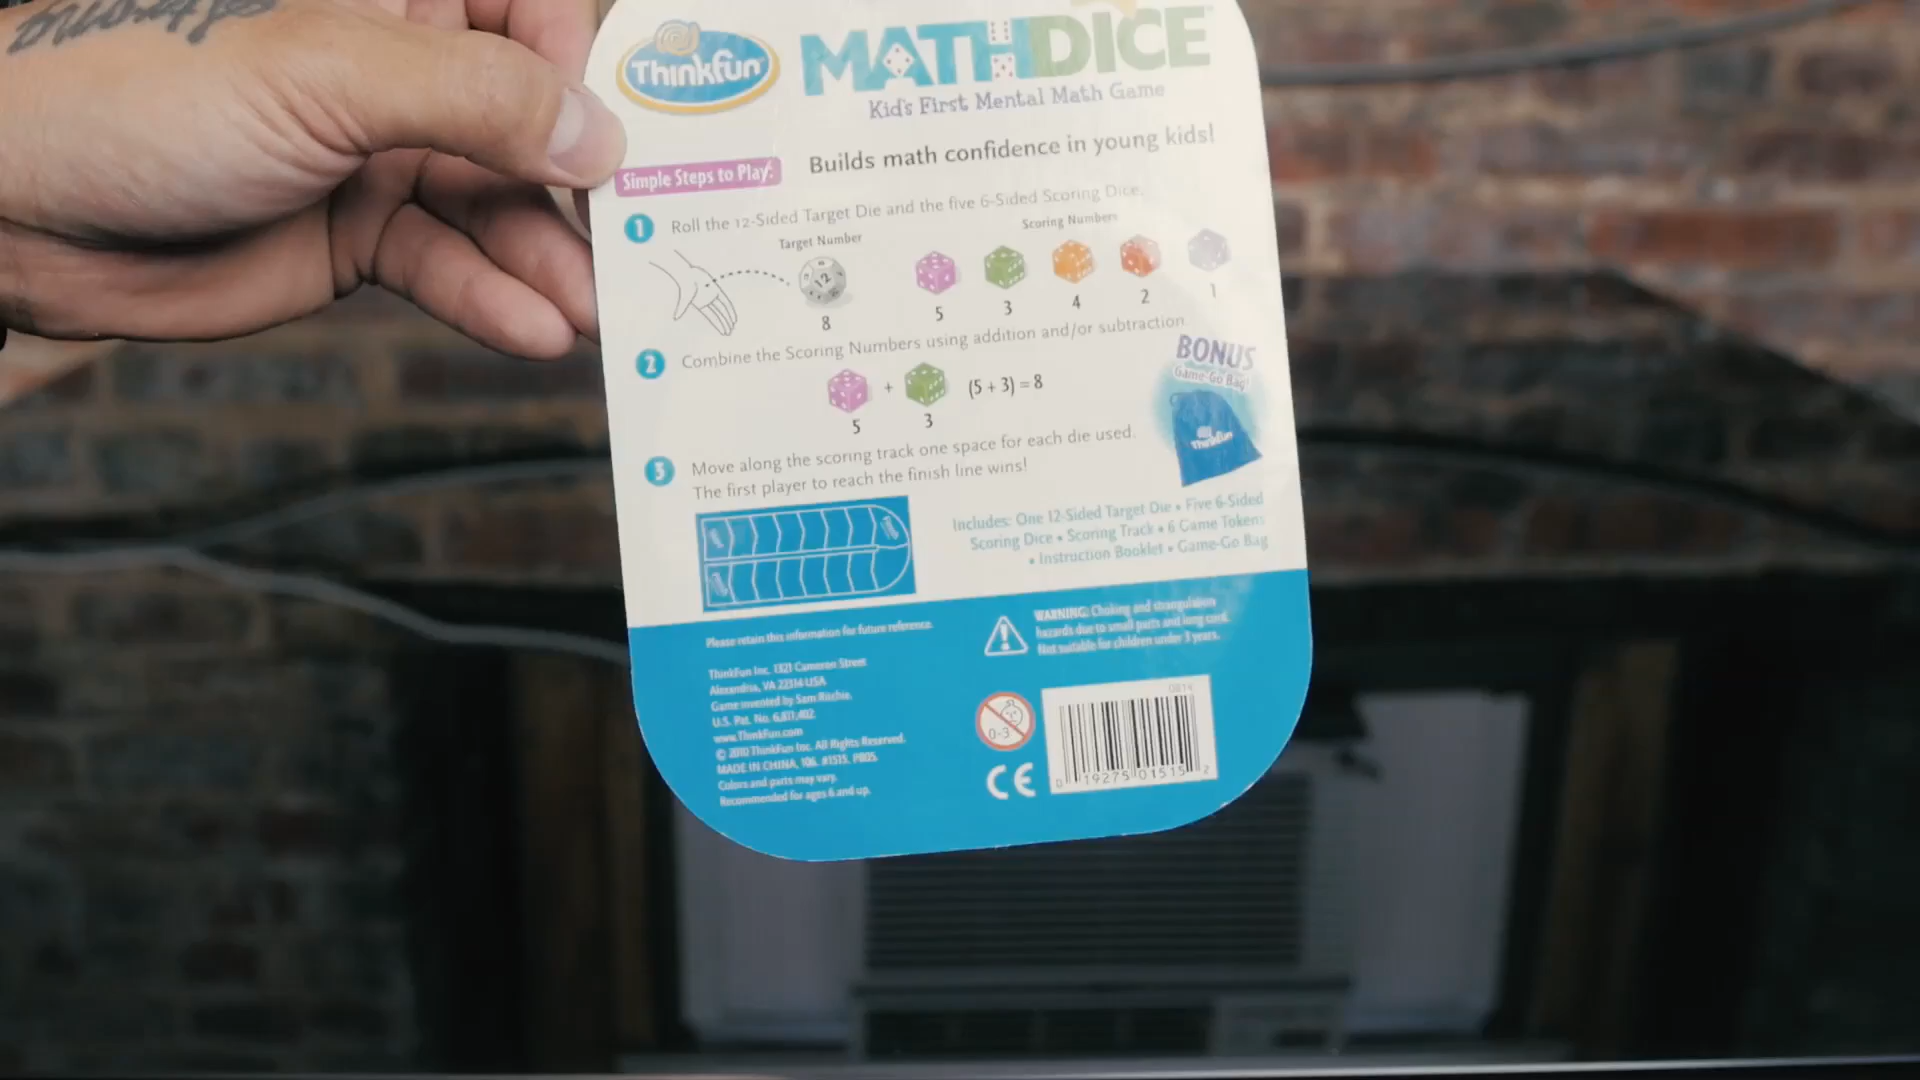 Thinkfun
MATHDICE
Kid's First Mental Math Game
Builds math confidence in young kids!
Simple Steps to Play:
1 Roll the 12-Sided Target Die and the five 6-Sided Scoring Dice.
Target Number
Scoring Numbers
12
8 5 3 4 2 1
2 Combine the Scoring Numbers using addition and/or subtraction
+ (5 + 3) = 8
5 3
BONUS
Game-Go Bag!
ThinkFun
3 Move along the scoring track one space for each die used.
The first player to reach the finish line wins!
Includes: One 12-Sided Target Die • Five 6-Sided
Scoring Dice • Scoring Track • 6 Game Tokens
• Instruction Booklet • Game-Go Bag
Please retain this information for future reference.
ThinkFun Inc. 1321 Cameron Street
Alexandria, VA 22314 USA
Game invented by Sam Ritchie.
U.S. Pat. No. 6,811,402.
www.ThinkFun.com
© 2010 ThinkFun Inc. All Rights Reserved.
MADE IN CHINA, 106. #1515. PB05.
Colors and parts may vary.
Recommended for ages 6 and up.
WARNING: Choking and strangulation
hazards due to small parts and long cord.
Not suitable for children under 3 years.
0-3
CE
0814
0 19275 01515 2